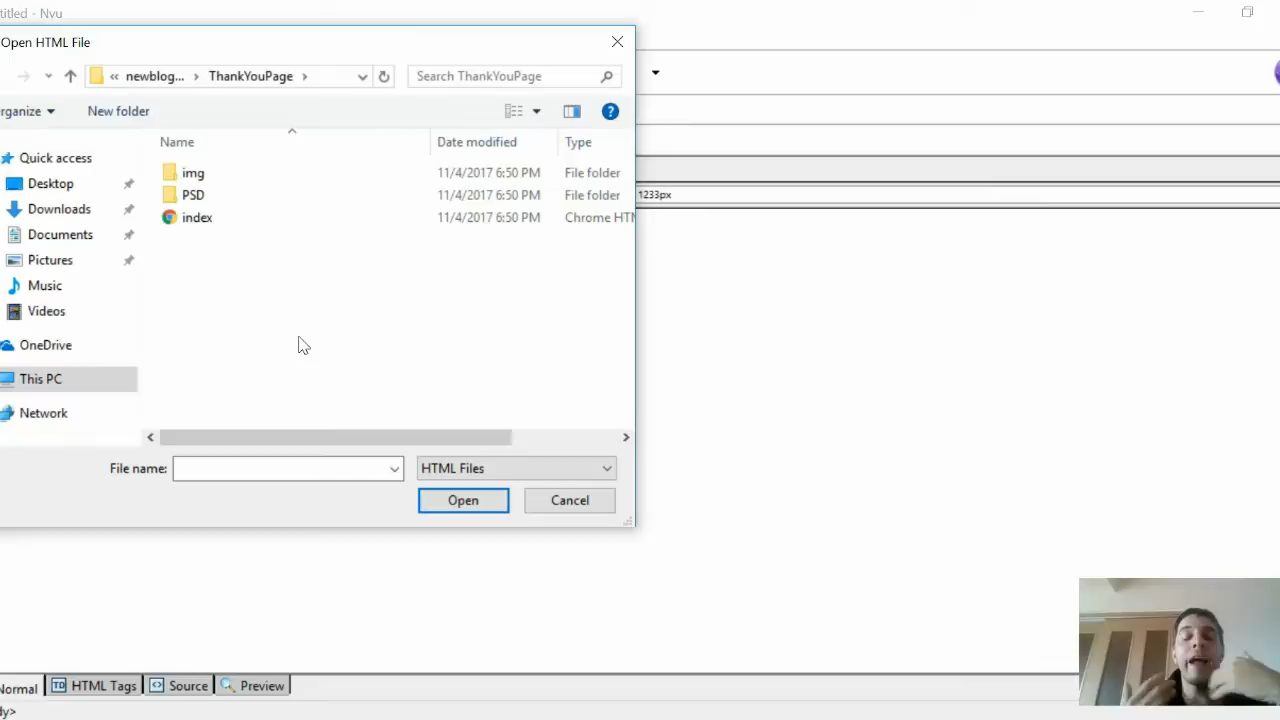 titled - Nvu
Open HTML File
« newblog... › ThankYouPage ›
Search ThankYouPage
rganize
New folder
Name
Date modified
Type
Quick access
Desktop
Downloads
Documents
Pictures
Music
Videos
OneDrive
This PC
Network
img 11/4/2017 6:50 PM File folder
PSD 11/4/2017 6:50 PM File folder
index 11/4/2017 6:50 PM Chrome HTM
1233px
File name:
HTML Files
Open
Cancel
Normal
HTML Tags
Source
Preview
dy>